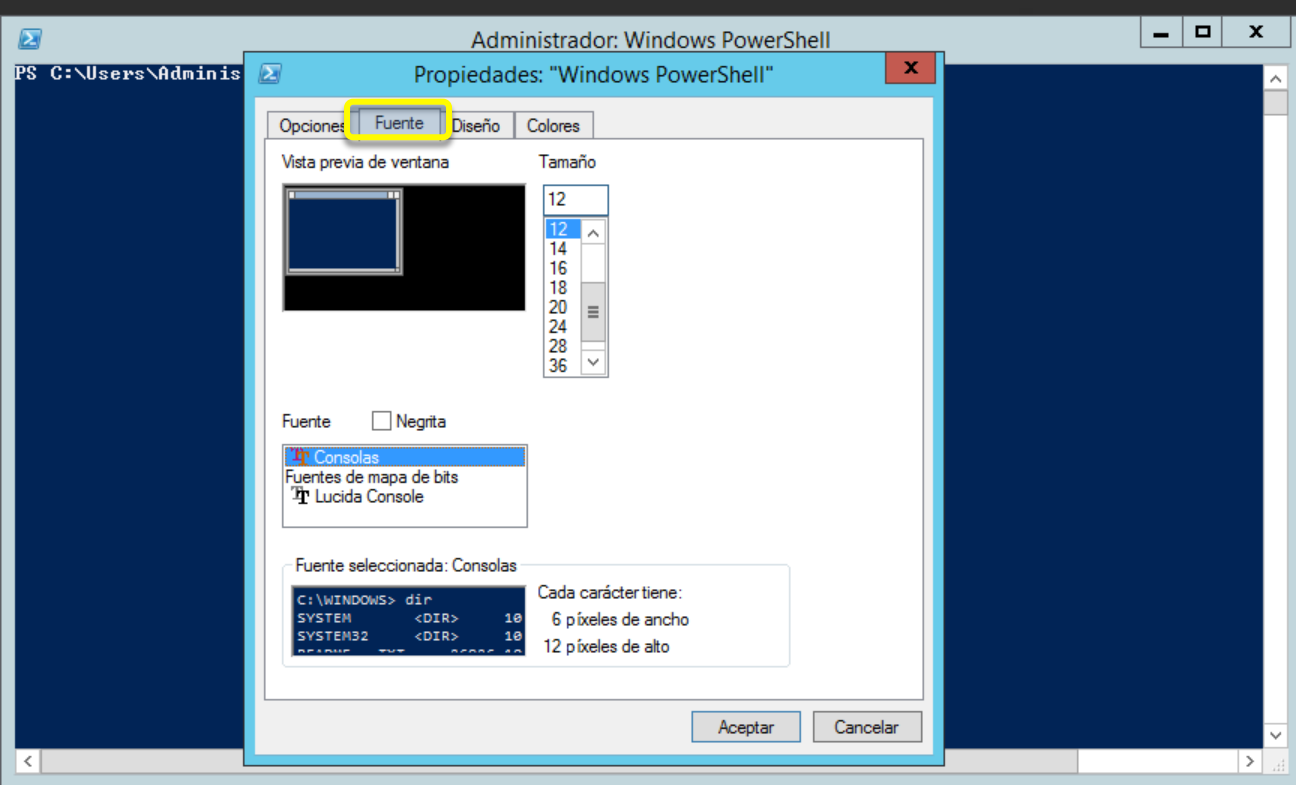 Administrador: Windows PowerShell
PS C:\Users\Adminis
Propiedades: "Windows PowerShell"
Opciones Fuente Diseño Colores
Vista previa de ventana Tamaño
12
12
14
16
18
20
24
28
36
Fuente Negrita
Consolas
Fuentes de mapa de bits
Lucida Console
Fuente seleccionada: Consolas
Cada carácter tiene:
C:\WINDOWS> dir
SYSTEM <DIR> 10
6 píxeles de ancho
SYSTEM32 <DIR> 10
12 píxeles de alto
Aceptar Cancelar